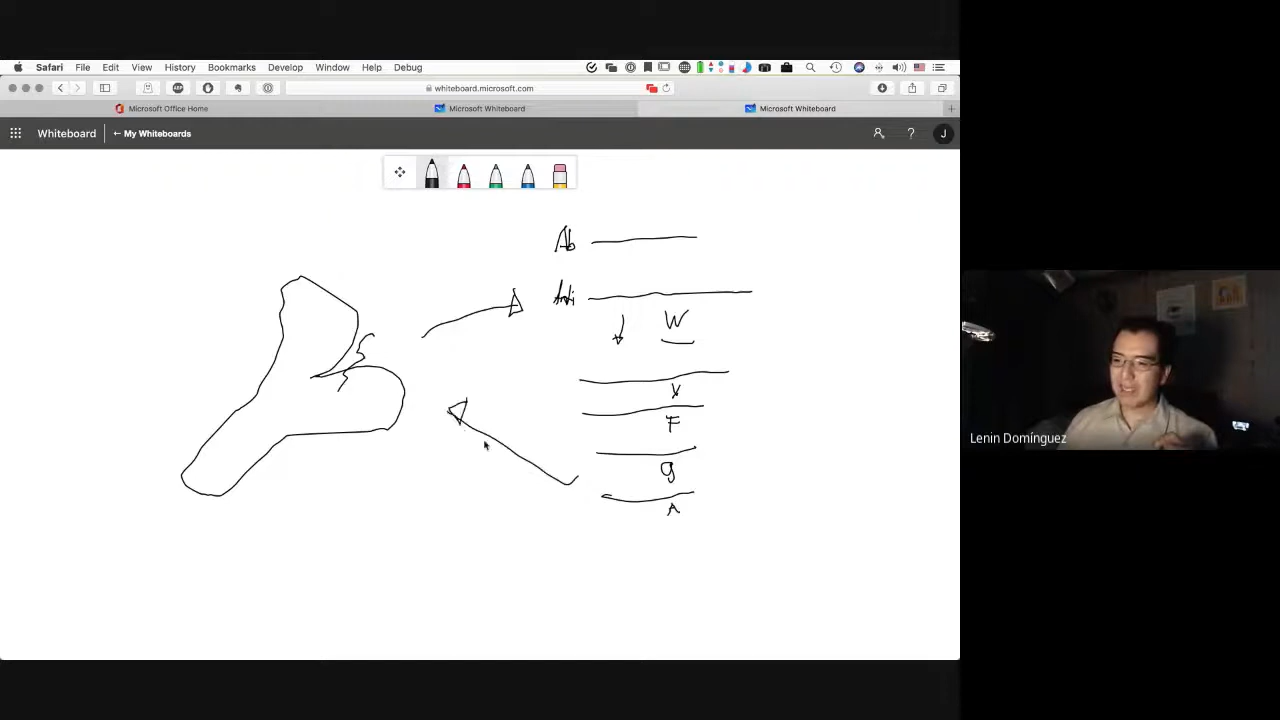 Safari File Edit View History Bookmarks Develop Window Help Debug
whiteboard.microsoft.com
Microsoft Office Home
Microsoft Whiteboard
Microsoft Whiteboard
Whiteboard ← My Whiteboards ? J
Ab
Anti
W
F
g
A
Lenin Domínguez